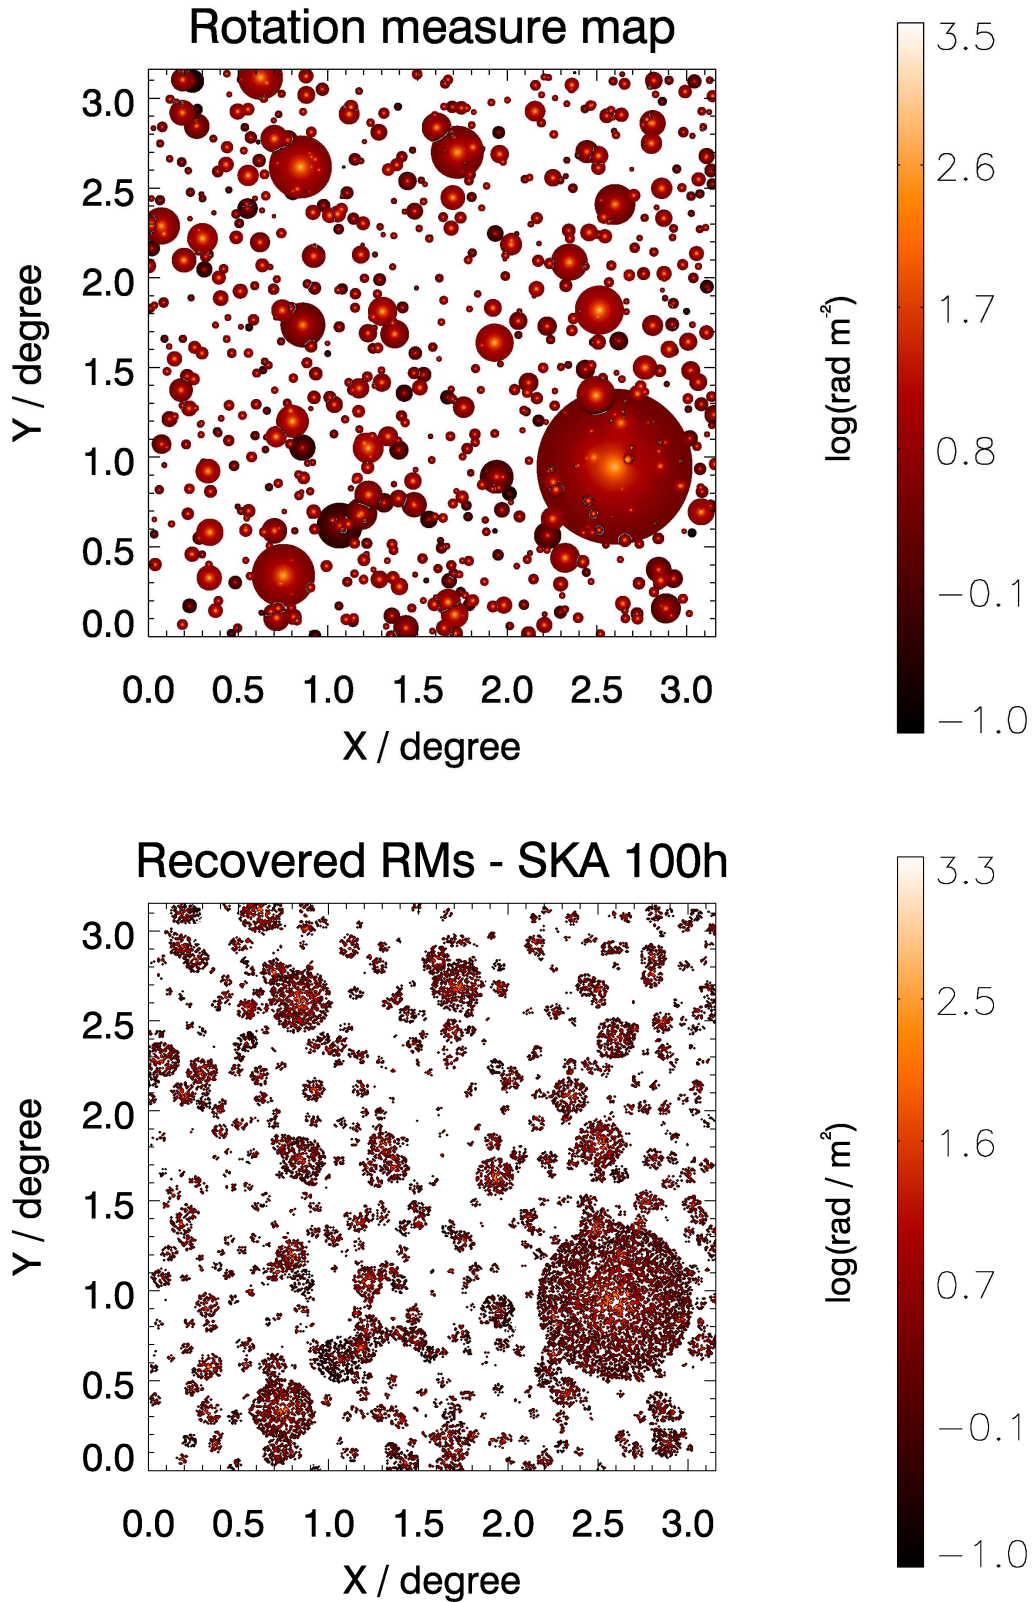 Rotation measure map
3.5
3.0
2.6
2.5
2.0
1.7
1.5
Y / degree
log(rad m-2)
1.0
0.8
0.5
-0.1
0.0
-1.0
0.0 0.5 1.0 1.5 2.0 2.5 3.0
X / degree
Recovered RMs - SKA 100h
3.3
3.0
2.5
2.5
2.0
1.6
1.5
Y / degree
log(rad / m2)
1.0
0.7
0.5
-0.1
0.0
-1.0
0.0 0.5 1.0 1.5 2.0 2.5 3.0
X / degree